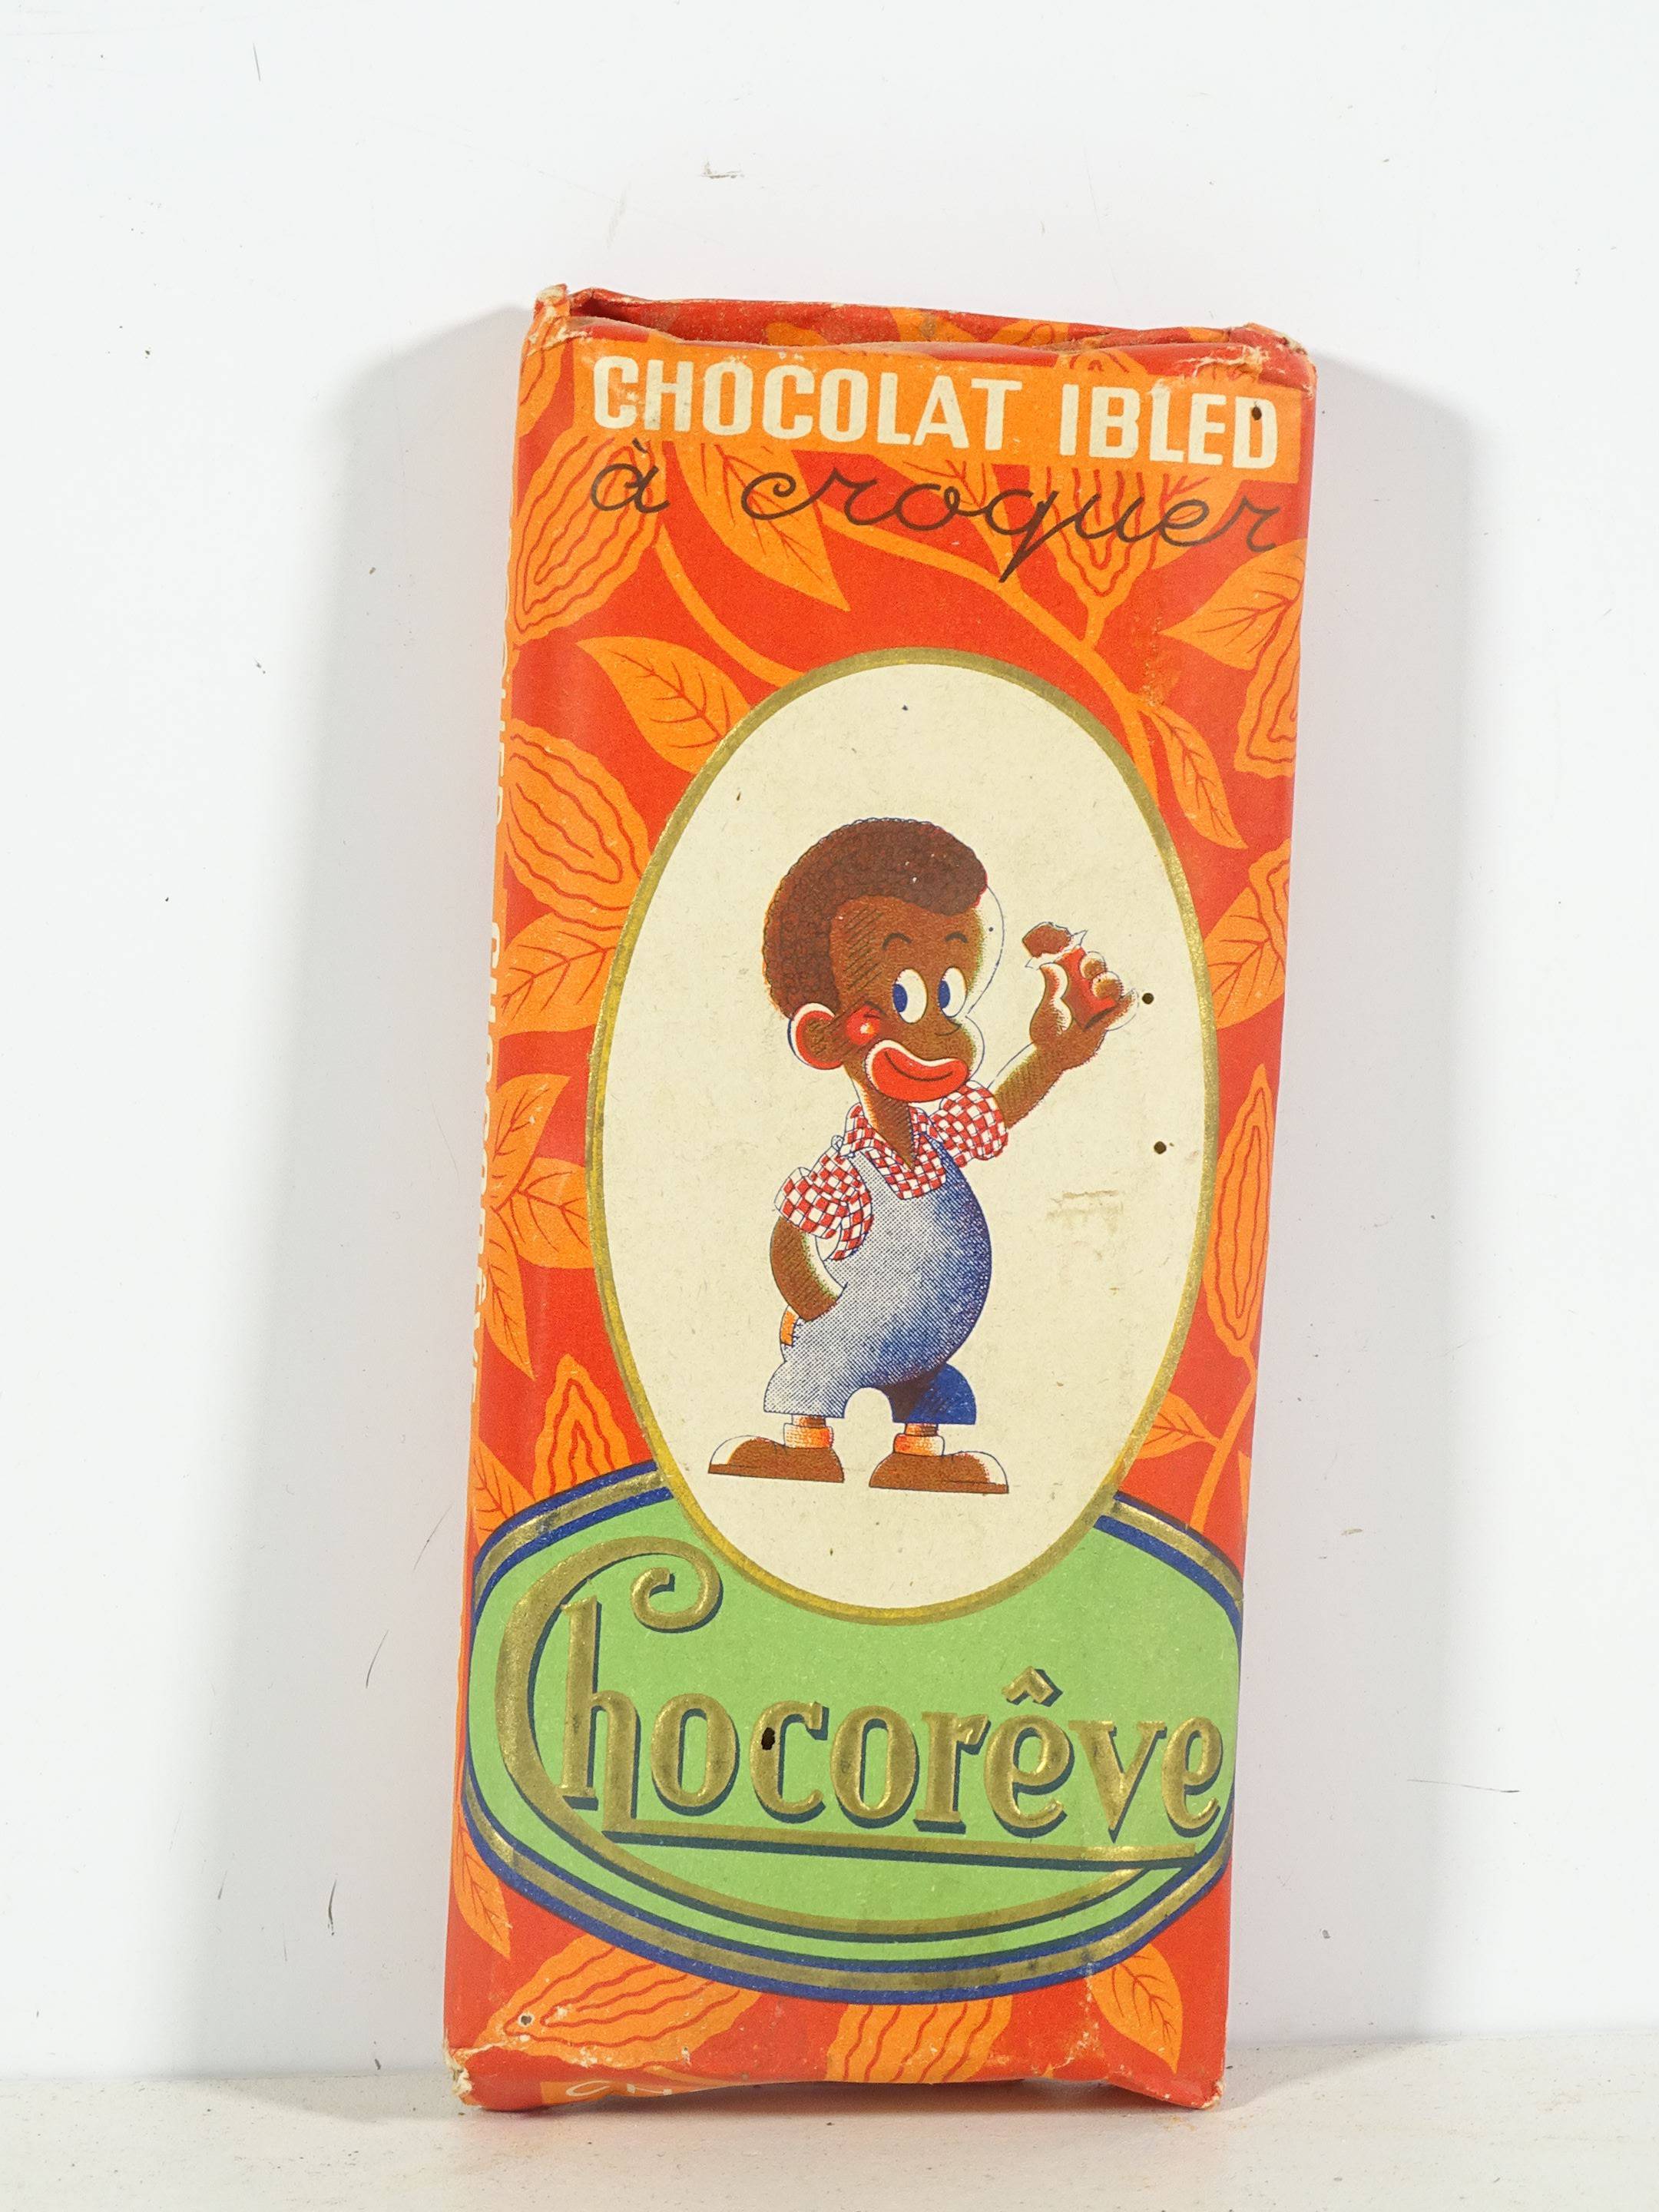 CHOCOLAT IBLED
à croquer
Chocorêve